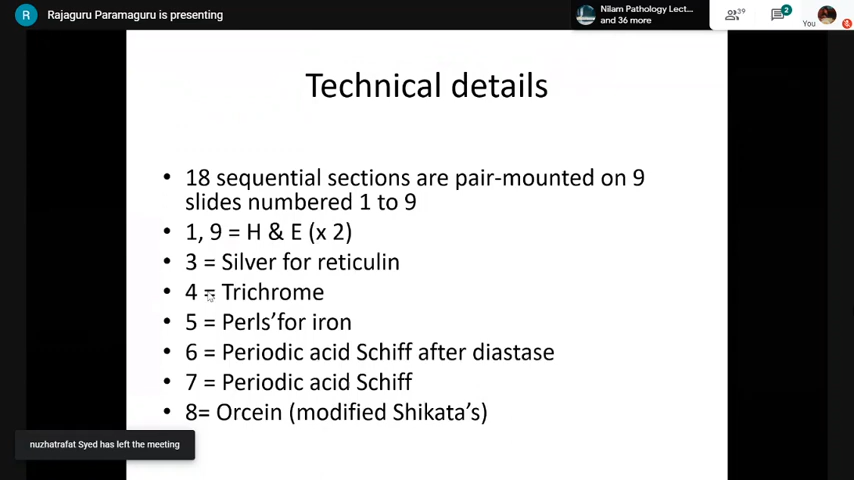 R Rajaguru Paramaguru is presenting
Nilam Pathology Lect...
and 36 more
39
2
You
Technical details
• 18 sequential sections are pair-mounted on 9
slides numbered 1 to 9
• 1, 9 = H & E (x 2)
• 3 = Silver for reticulin
• 4 = Trichrome
• 5 = Perls'for iron
• 6 = Periodic acid Schiff after diastase
• 7 = Periodic acid Schiff
• 8= Orcein (modified Shikata's)
nuzhatrafat Syed has left the meeting